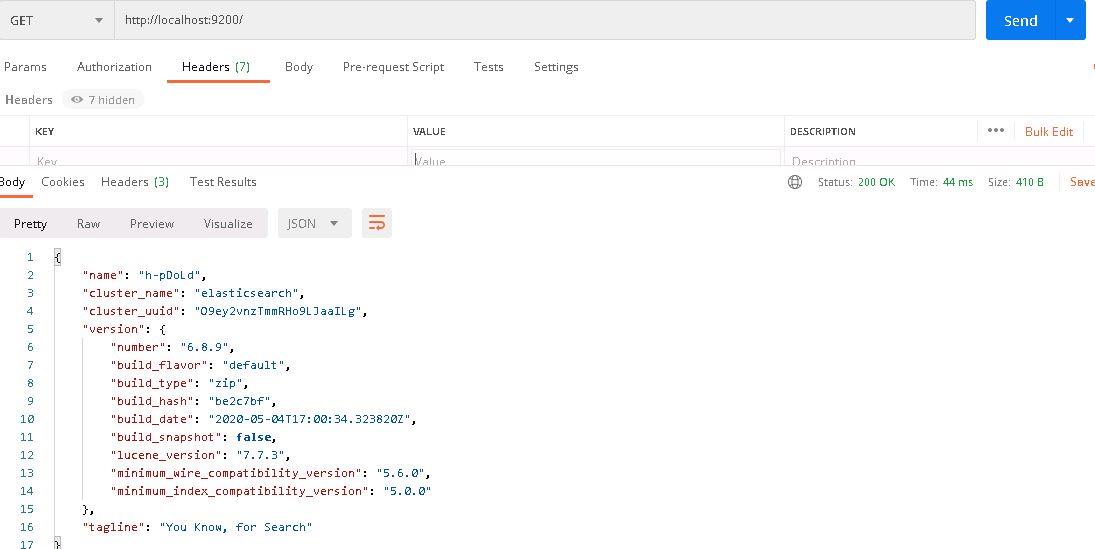 GET http://localhost:9200/ Send
Params Authorization Headers (7) Body Pre-request Script Tests Settings
Headers 7 hidden
KEY VALUE DESCRIPTION ••• Bulk Edit
Key Value Description
Body Cookies Headers (3) Test Results Status: 200 OK Time: 44 ms Size: 410 B Save
Pretty Raw Preview Visualize JSON
1 {
2 "name": "h-pDoLd",
3 "cluster_name": "elasticsearch",
4 "cluster_uuid": "O9ey2vnzTmmRHo9LJaaILg",
5 "version": {
6 "number": "6.8.9",
7 "build_flavor": "default",
8 "build_type": "zip",
9 "build_hash": "be2c7bf",
10 "build_date": "2020-05-04T17:00:34.323820Z",
11 "build_snapshot": false,
12 "lucene_version": "7.7.3",
13 "minimum_wire_compatibility_version": "5.6.0",
14 "minimum_index_compatibility_version": "5.0.0"
15 },
16 "tagline": "You Know, for Search"
17 }